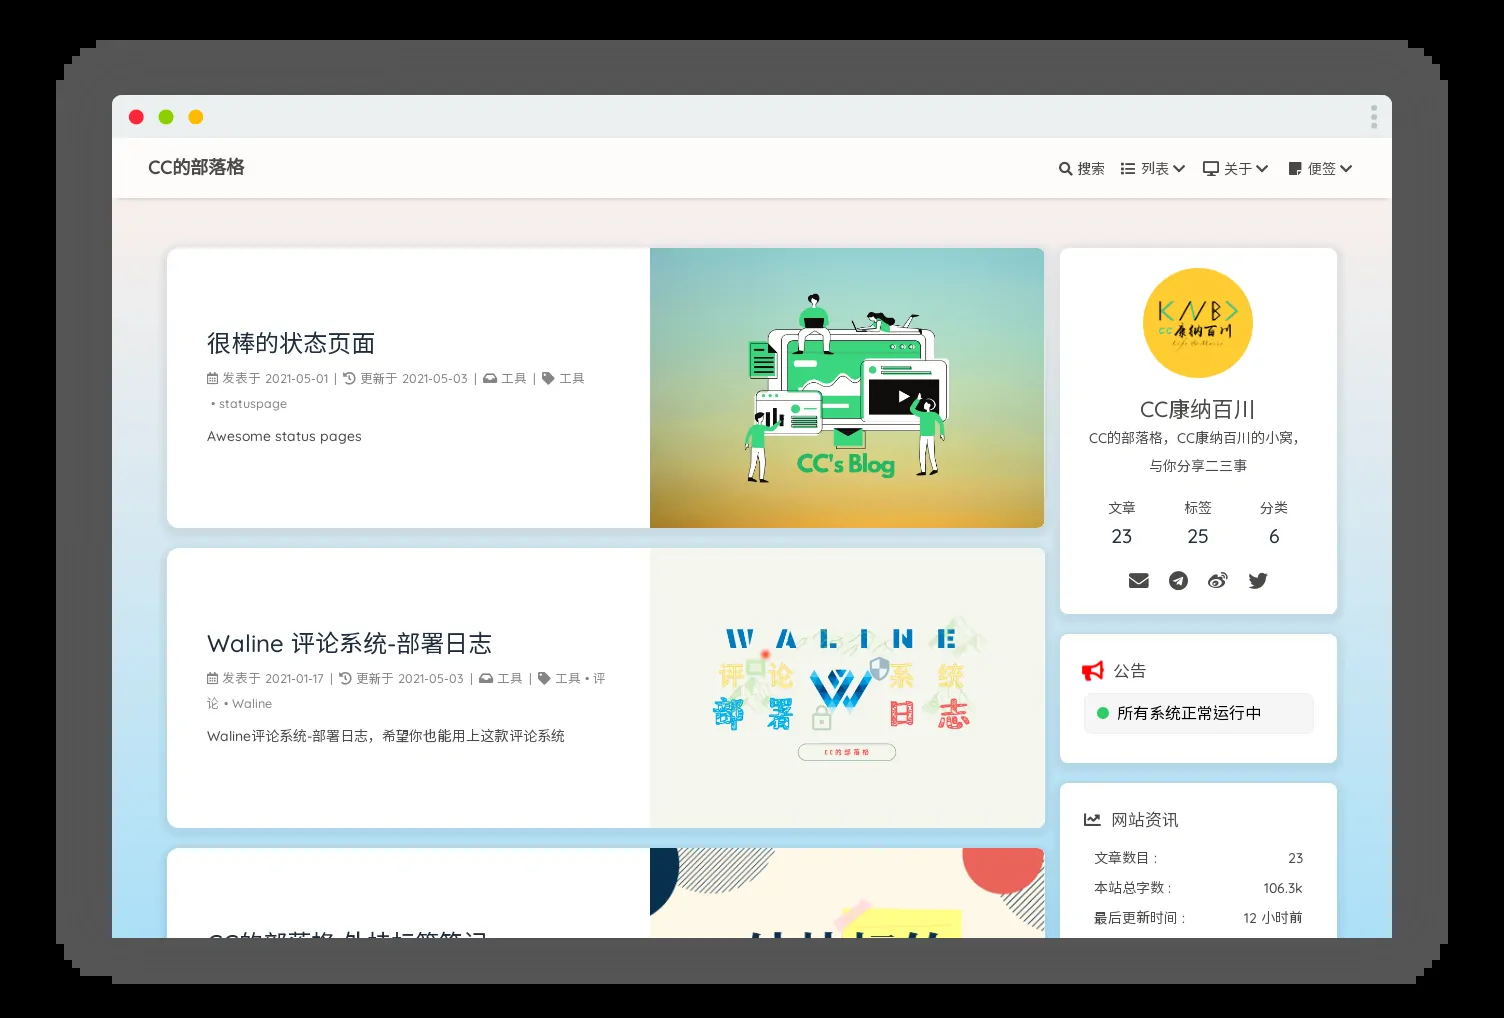 CC的部落格
搜索 列表 关于 便签
很棒的状态页面
发表于 2021-05-01 | 更新于 2021-05-03 | 工具 | 工具
• statuspage
Awesome status pages
CC's Blog
Waline 评论系统-部署日志
发表于 2021-01-17 | 更新于 2021-05-03 | 工具 | 工具 • 评
论 • Waline
Waline评论系统-部署日志，希望你也能用上这款评论系统
WALINE
评论系统
部署日志
CC的部落格
KNBC
CC康纳百川
Life & Music
CC康纳百川
CC的部落格，CC康纳百川的小窝，
与你分享二三事
文章 标签 分类
23 25 6
公告
所有系统正常运行中
网站资讯
文章数目 : 23
本站总字数 : 106.3k
最后更新时间 : 12 小时前